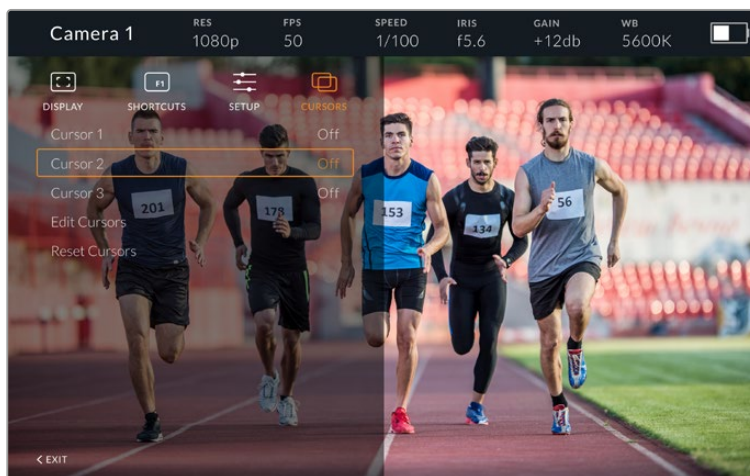 Camera 1
RES
1080p
FPS
50
SPEED
1/100
IRIS
f5.6
GAIN
+12db
WB
5600K
DISPLAY
F1
SHORTCUTS
SETUP
CURSORS
Cursor 1 Off
Cursor 2 Off
Cursor 3 Off
Edit Cursors
Reset Cursors
201
178
153
134
56
< EXIT